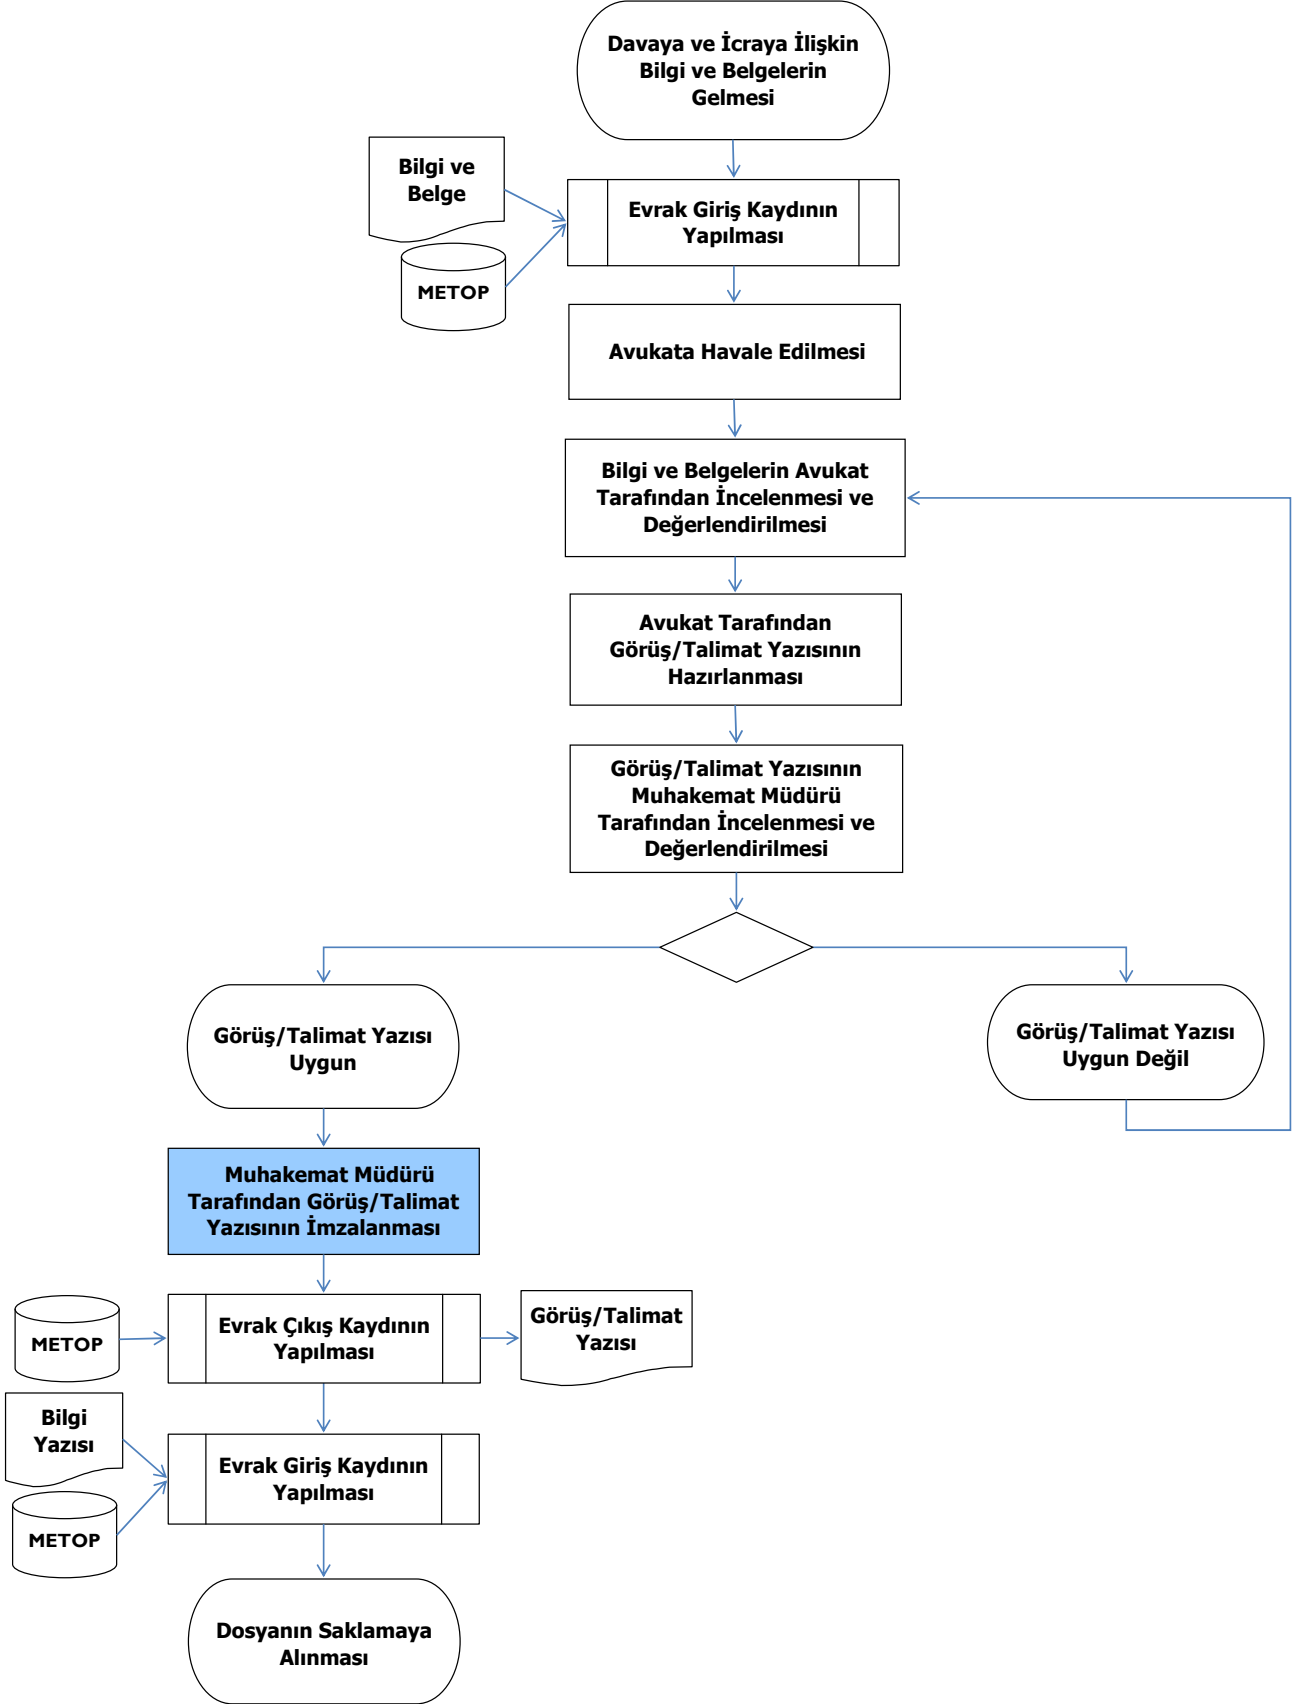 Davaya ve İcraya İlişkin
Bilgi ve Belgelerin
Gelmesi
Bilgi ve
Belge
METOP
Evrak Giriş Kaydının
Yapılması
Avukata Havale Edilmesi
Bilgi ve Belgelerin Avukat
Tarafından İncelenmesi ve
Değerlendirilmesi
Avukat Tarafından
Görüş/Talimat Yazısının
Hazırlanması
Görüş/Talimat Yazısının
Muhakemat Müdürü
Tarafından İncelenmesi ve
Değerlendirilmesi
Görüş/Talimat Yazısı
Uygun
Görüş/Talimat Yazısı
Uygun Değil
Muhakemat Müdürü
Tarafından Görüş/Talimat
Yazısının İmzalanması
METOP
Evrak Çıkış Kaydının
Yapılması
Görüş/Talimat
Yazısı
Bilgi
Yazısı
METOP
Evrak Giriş Kaydının
Yapılması
Dosyanın Saklamaya
Alınması